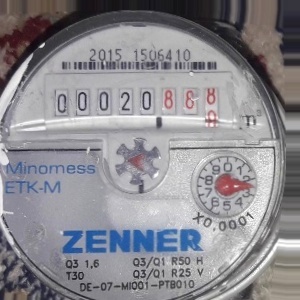 2015 1506410
00020
Minomess
ETK-M
X0,0001
ZENNER
Q3 1,6 Q3/Q1 R50 H
T30 Q3/Q1 R25 V
DE-07-MI001-PTB010